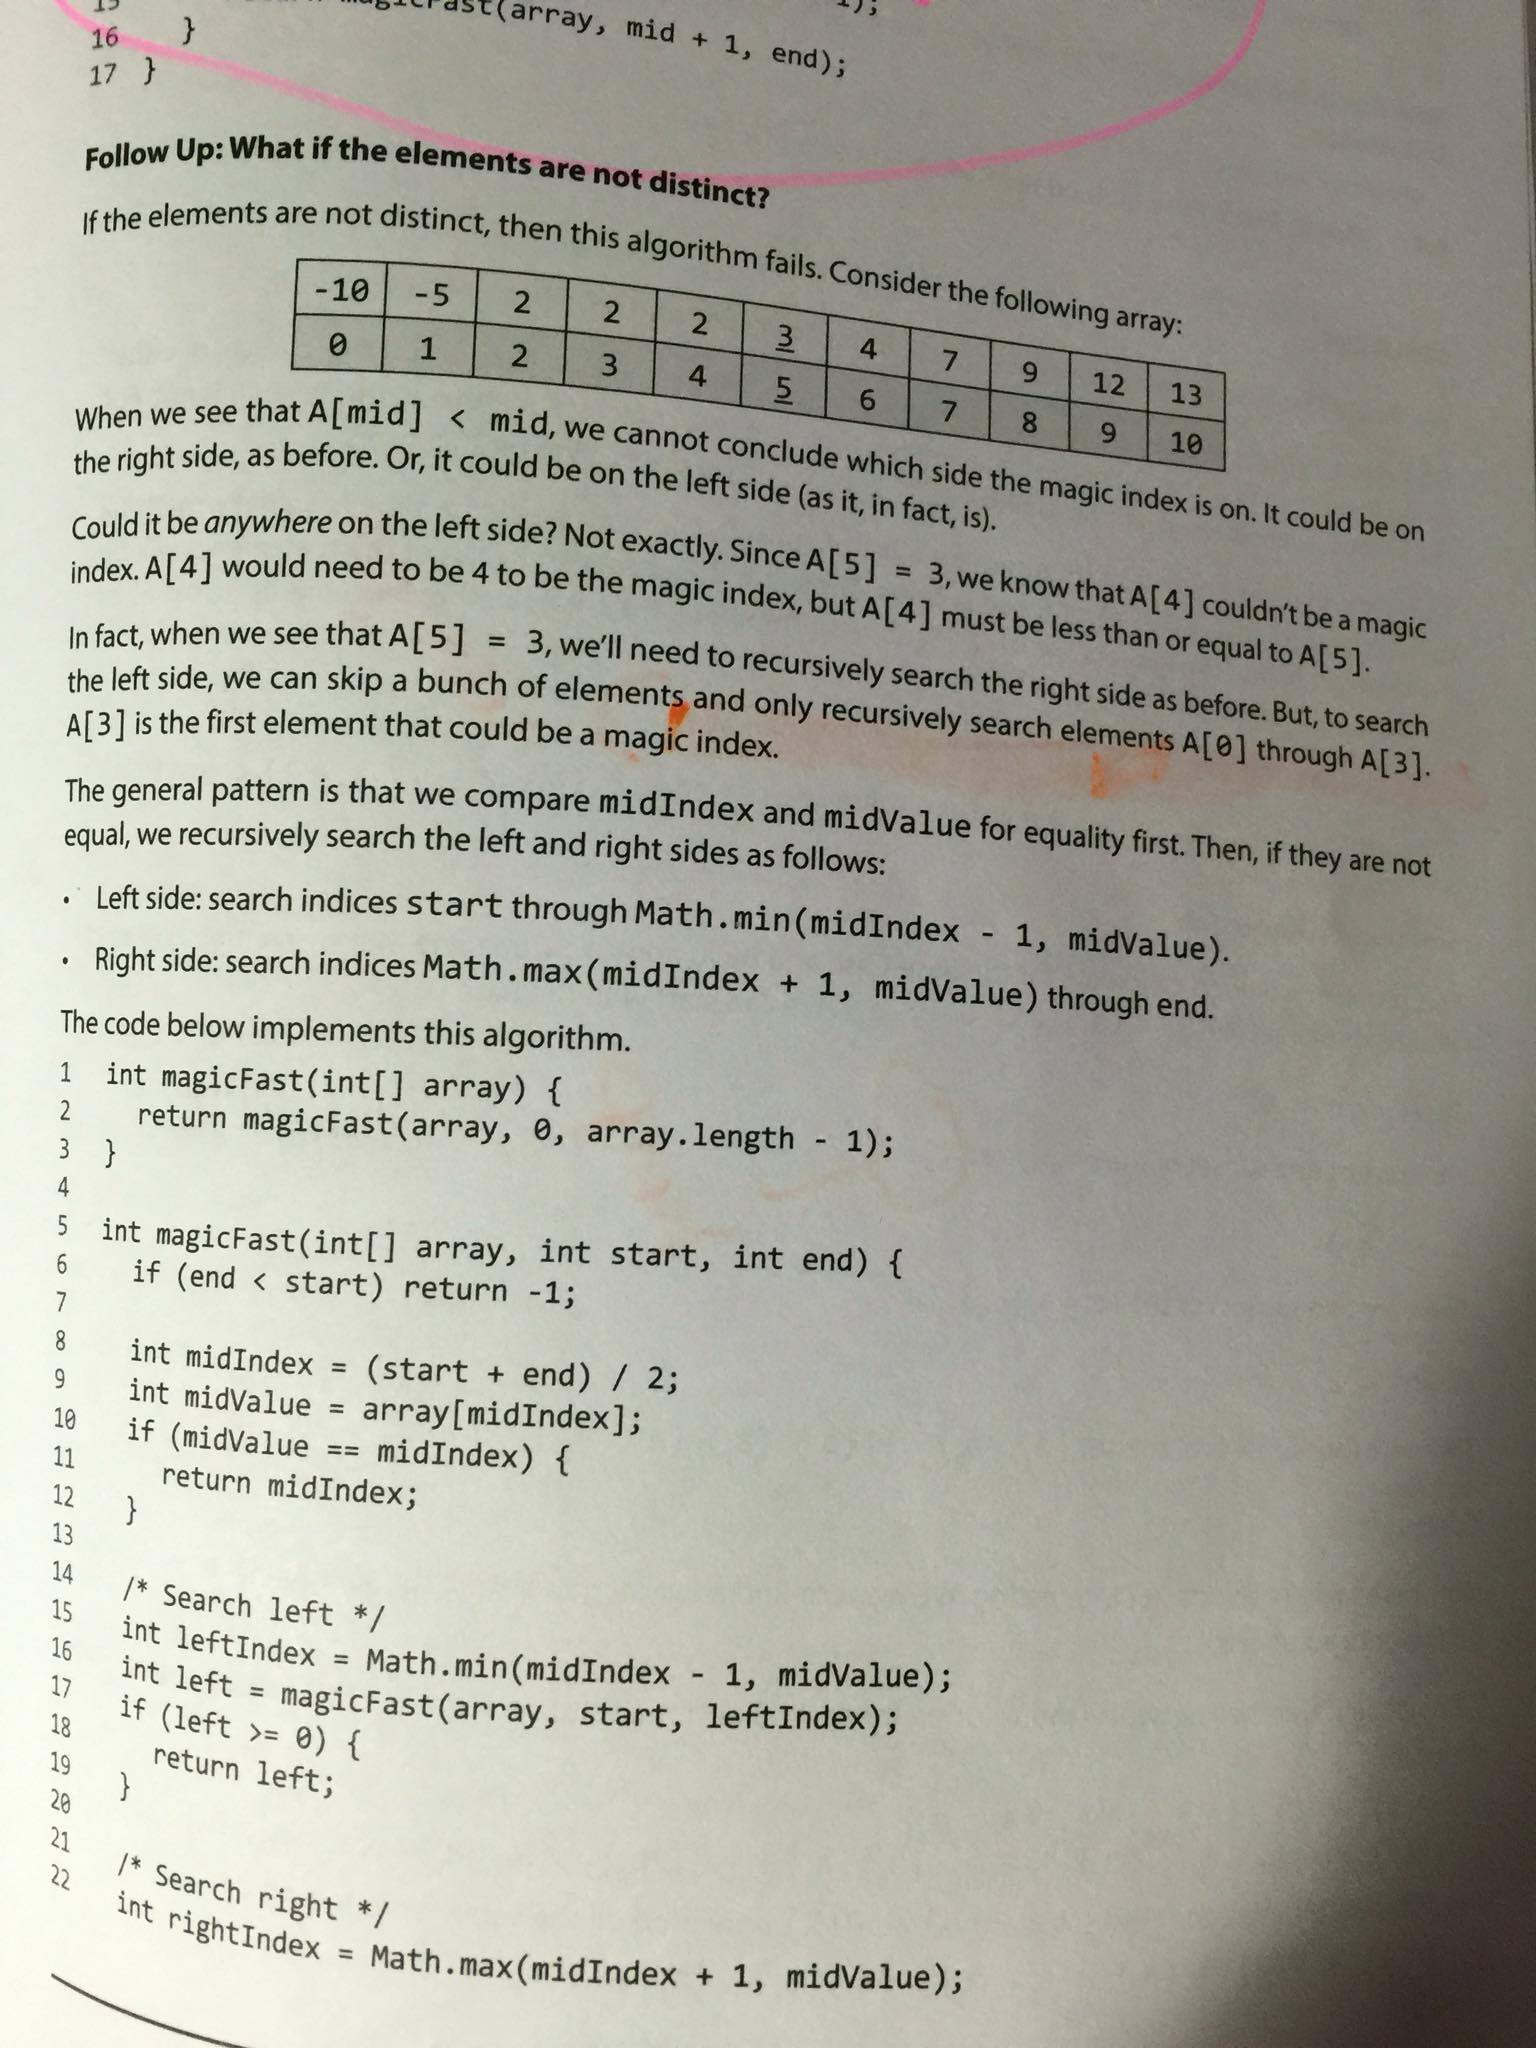 15
(array, mid + 1, end);
16 }
17 }
Follow Up: What if the elements are not distinct?
If the elements are not distinct, then this algorithm fails. Consider the following array:
-10 -5 2 2 2 3 4 7 9 12 13
0 1 2 3 4 5 6 7 8 9 10
When we see that A[mid] < mid, we cannot conclude which side the magic index is on. It could be on
the right side, as before. Or, it could be on the left side (as it, in fact, is).
Could it be anywhere on the left side? Not exactly. Since A[5] = 3, we know that A[4] couldn't be a magic
index. A[4] would need to be 4 to be the magic index, but A[4] must be less than or equal to A[5].
In fact, when we see that A[5] = 3, we'll need to recursively search the right side as before. But, to search
the left side, we can skip a bunch of elements and only recursively search elements A[0] through A[3].
A[3] is the first element that could be a magic index.
The general pattern is that we compare midIndex and midValue for equality first. Then, if they are not
equal, we recursively search the left and right sides as follows:
• Left side: search indices start through Math.min(midIndex - 1, midValue).
• Right side: search indices Math.max(midIndex + 1, midValue) through end.
The code below implements this algorithm.
1 int magicFast(int[] array) {
2 return magicFast(array, 0, array.length - 1);
3 }
4
5 int magicFast(int[] array, int start, int end) {
6 if (end < start) return -1;
7
8 int midIndex = (start + end) / 2;
9 int midValue = array[midIndex];
10 if (midValue == midIndex) {
11 return midIndex;
12 }
13
14 /* Search left */
15 int leftIndex = Math.min(midIndex - 1, midValue);
16 int left = magicFast(array, start, leftIndex);
17 if (left >= 0) {
18 return left;
19 }
20
21 /* Search right */
22 int rightIndex = Math.max(midIndex + 1, midValue);